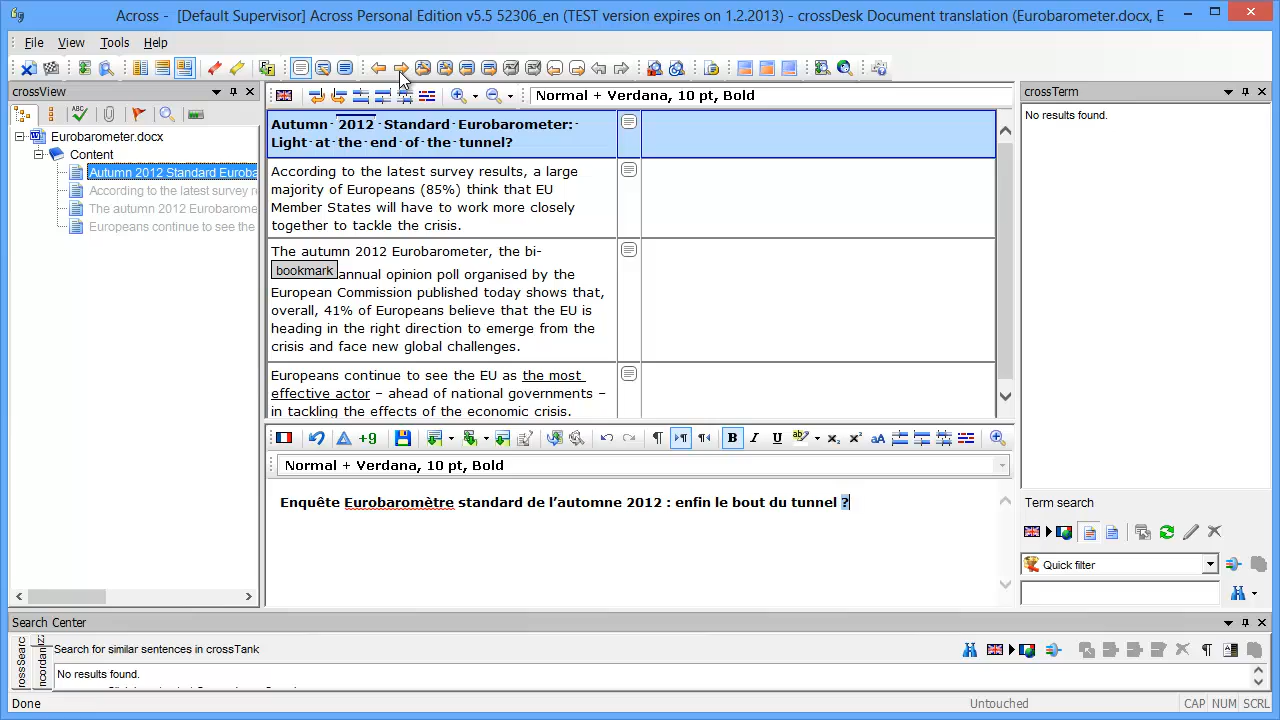 Across - [Default Supervisor] Across Personal Edition v5.5 52306_en (TEST version expires on 1.2.2013) - crossDesk Document translation (Eurobarometer.docx, E
File View Tools Help
crossView
Normal + Verdana, 10 pt, Bold
crossTerm
Eurobarometer.docx
Content
Autumn 2012 Standard Euroba
According to the latest survey r
The autumn 2012 Eurobarome
Europeans continue to see the
Autumn 2012 Standard Eurobarometer:
Light at the end of the tunnel?
According to the latest survey results, a large
majority of Europeans (85%) think that EU
Member States will have to work more closely
together to tackle the crisis.
The autumn 2012 Eurobarometer, the bi-
bookmark annual opinion poll organised by the
European Commission published today shows that,
overall, 41% of Europeans believe that the EU is
heading in the right direction to emerge from the
crisis and face new global challenges.
Europeans continue to see the EU as the most
effective actor – ahead of national governments –
in tackling the effects of the economic crisis.
No results found.
+9
B I U
Normal + Verdana, 10 pt, Bold
Enquête Eurobaromètre standard de l’automne 2012 : enfin le bout du tunnel ?
Term search
Quick filter
Search Center
Search for similar sentences in crossTank
No results found.
Done
Untouched
CAP NUM SCRL